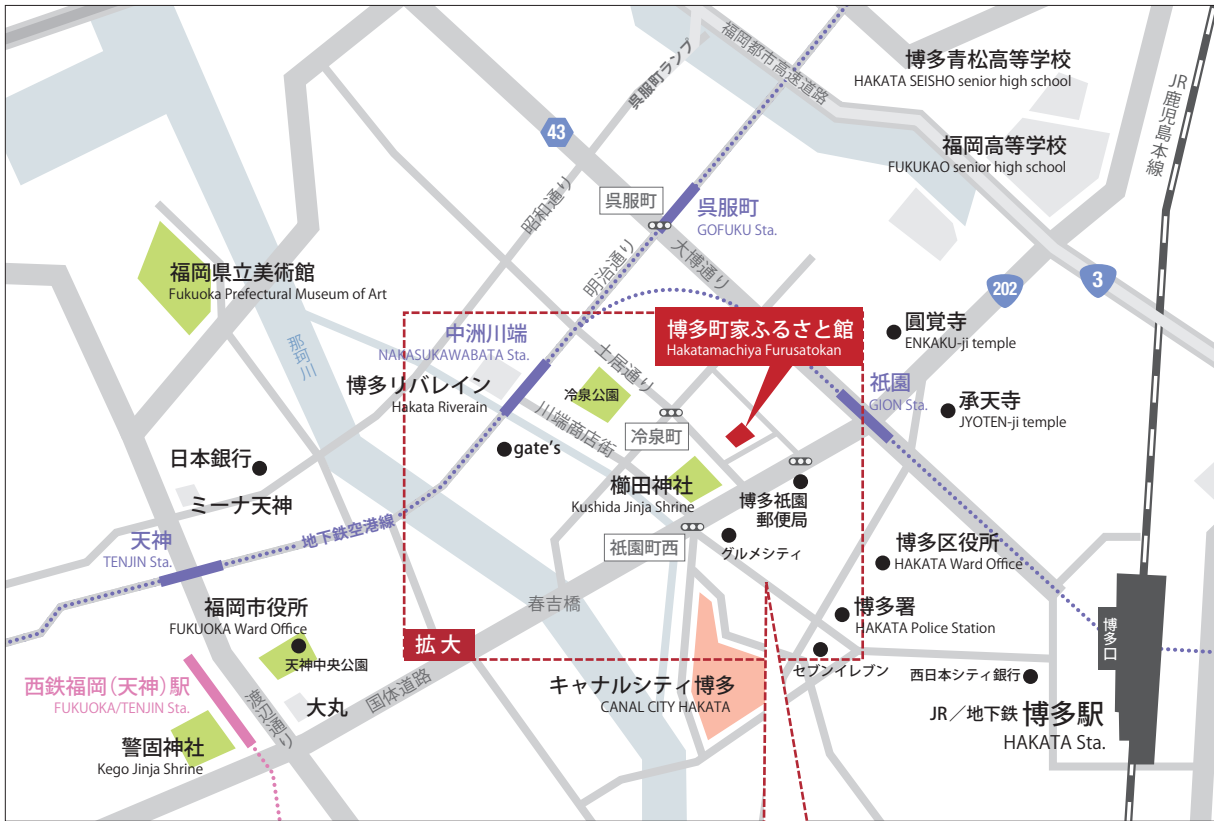 福岡都市高速道路
呉服町ランプ
博多青松高等学校
HAKATA SEISHO senior high school
JR鹿児島本線
43
福岡高等学校
FUKUKAO senior high school
昭和通り
呉服町
呉服町
GOFUKU Sta.
明治通り
大博通り
福岡県立美術館
Fukuoka Prefectural Museum of Art
202
3
那珂川
中洲川端
NAKASUKAWABATA Sta.
博多町家ふるさと館
Hakatamachiya Furusatokan
圓覚寺
ENKAKU-ji temple
土居通り
博多リバレイン
Hakata Riverain
冷泉公園
祇園
GION Sta.
承天寺
JYOTEN-ji temple
川端商店街
冷泉町
gate's
日本銀行
ミーナ天神
櫛田神社
Kushida Jinja Shrine
博多祇園
郵便局
地下鉄空港線
天神
TENJIN Sta.
祇園町西
グルメシティ
博多区役所
HAKATA Ward Office
春吉橋
福岡市役所
FUKUOKA Ward Office
天神中央公園
博多署
HAKATA Police Station
博多口
拡大
セブンイレブン
西日本シティ銀行
西鉄福岡(天神)駅
FUKUOKA/TENJIN Sta.
渡辺通り
大丸
国体道路
キャナルシティ博多
CANAL CITY HAKATA
JR/地下鉄 博多駅
HAKATA Sta.
警固神社
Kego Jinja Shrine